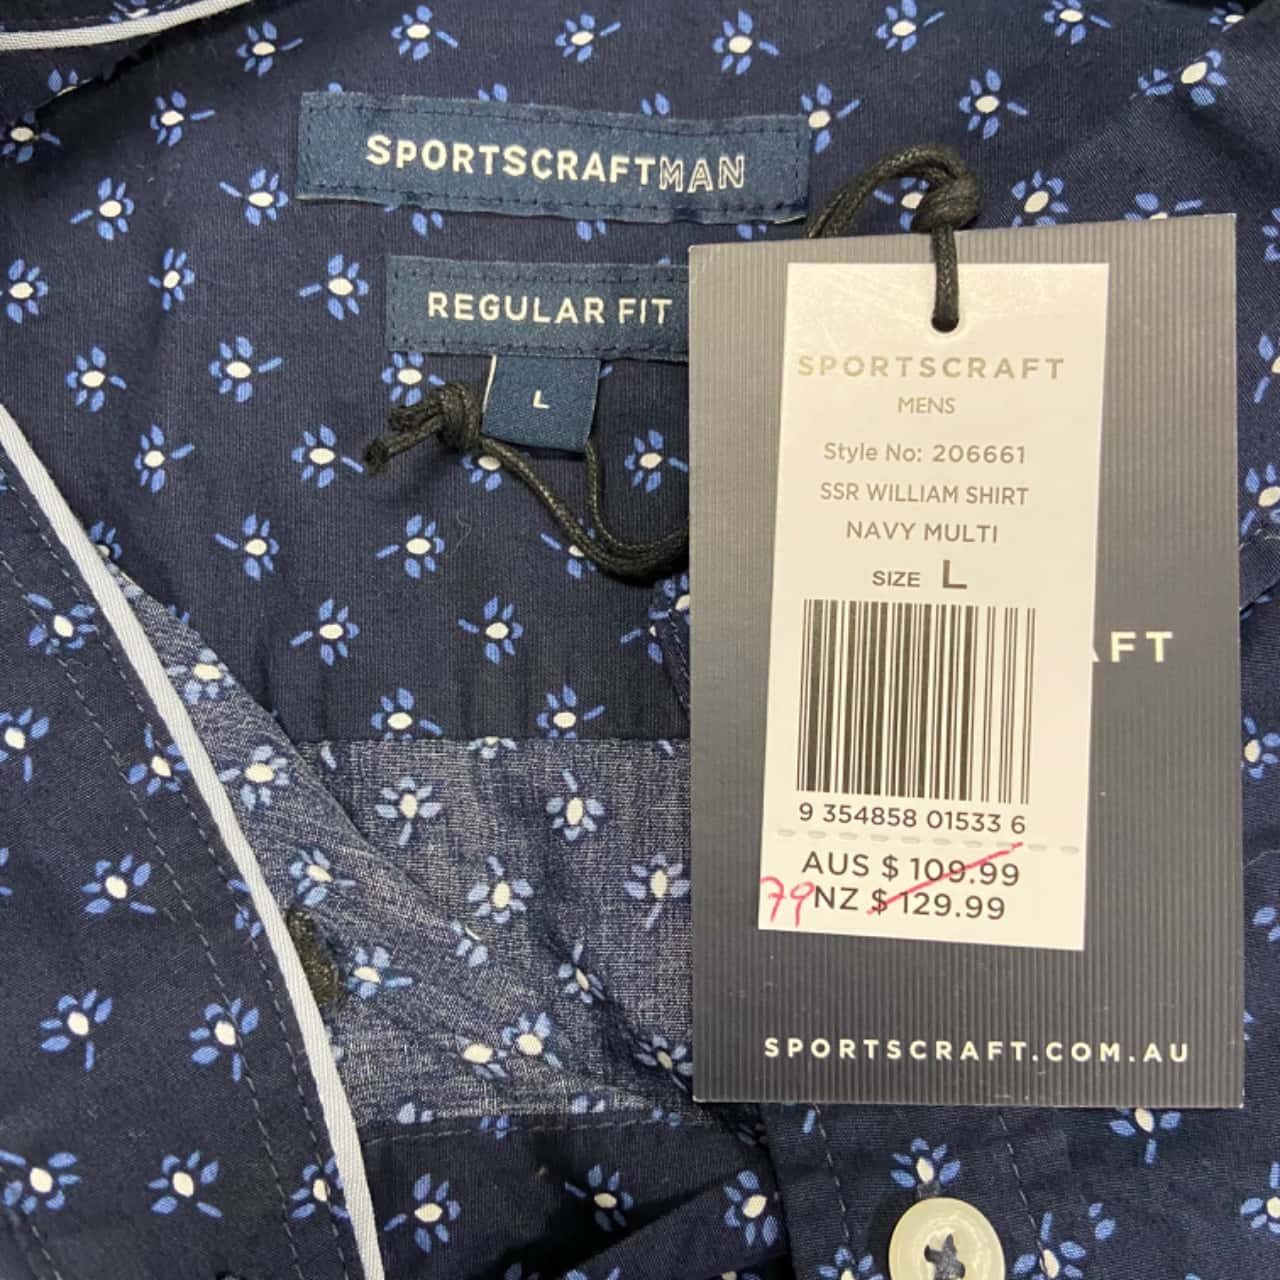 SPORTSCRAFTMAN
REGULAR FIT
L
SPORTSCRAFT
MENS
Style No: 206661
SSR WILLIAM SHIRT
NAVY MULTI
SIZE L
AFT
9 354858 01533 6
AUS $ 109.99
79 NZ $ 129.99
SPORTSCRAFT.COM.AU